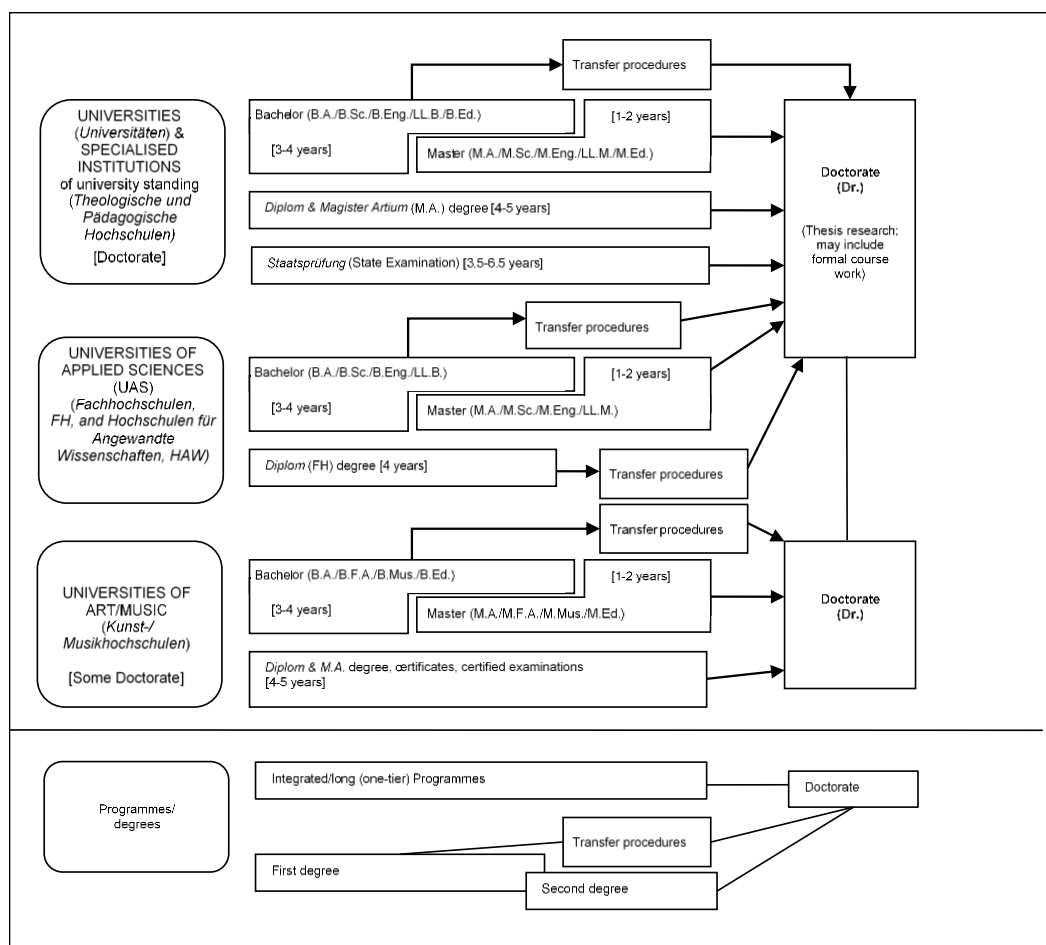 Transfer procedures
UNIVERSITIES
(Universitäten) &
SPECIALISED
INSTITUTIONS
of university standing
(Theologische und
Pädagogische
Hochschulen)
[Doctorate]
Bachelor (B.A./B.Sc./B.Eng./LL.B./B.Ed.)
[3-4 years]
[1-2 years]
Master (M.A./M.Sc./M.Eng./LL.M./M.Ed.)
Diplom & Magister Artium (M.A.) degree [4-5 years]
Staatsprüfung (State Examination) [3.5-6.5 years]
Doctorate
(Dr.)
(Thesis research;
may include
formal course
work)
Transfer procedures
UNIVERSITIES OF
APPLIED SCIENCES
(UAS)
(Fachhochschulen,
FH, and Hochschulen für
Angewandte
Wissenschaften, HAW)
Bachelor (B.A./B.Sc./B.Eng./LL.B.)
[3-4 years]
[1-2 years]
Master (M.A./M.Sc./M.Eng./LL.M.)
Diplom (FH) degree [4 years]
Transfer procedures
Transfer procedures
UNIVERSITIES OF
ART/MUSIC
(Kunst-/
Musikhochschulen)
[Some Doctorate]
Bachelor (B.A./B.F.A./B.Mus./B.Ed.)
[3-4 years]
[1-2 years]
Master (M.A./M.F.A./M.Mus./M.Ed.)
Diplom & M.A. degree, certificates, certified examinations
[4-5 years]
Doctorate
(Dr.)
Programmes/
degrees
Integrated/long (one-tier) Programmes
Doctorate
Transfer procedures
First degree
Second degree